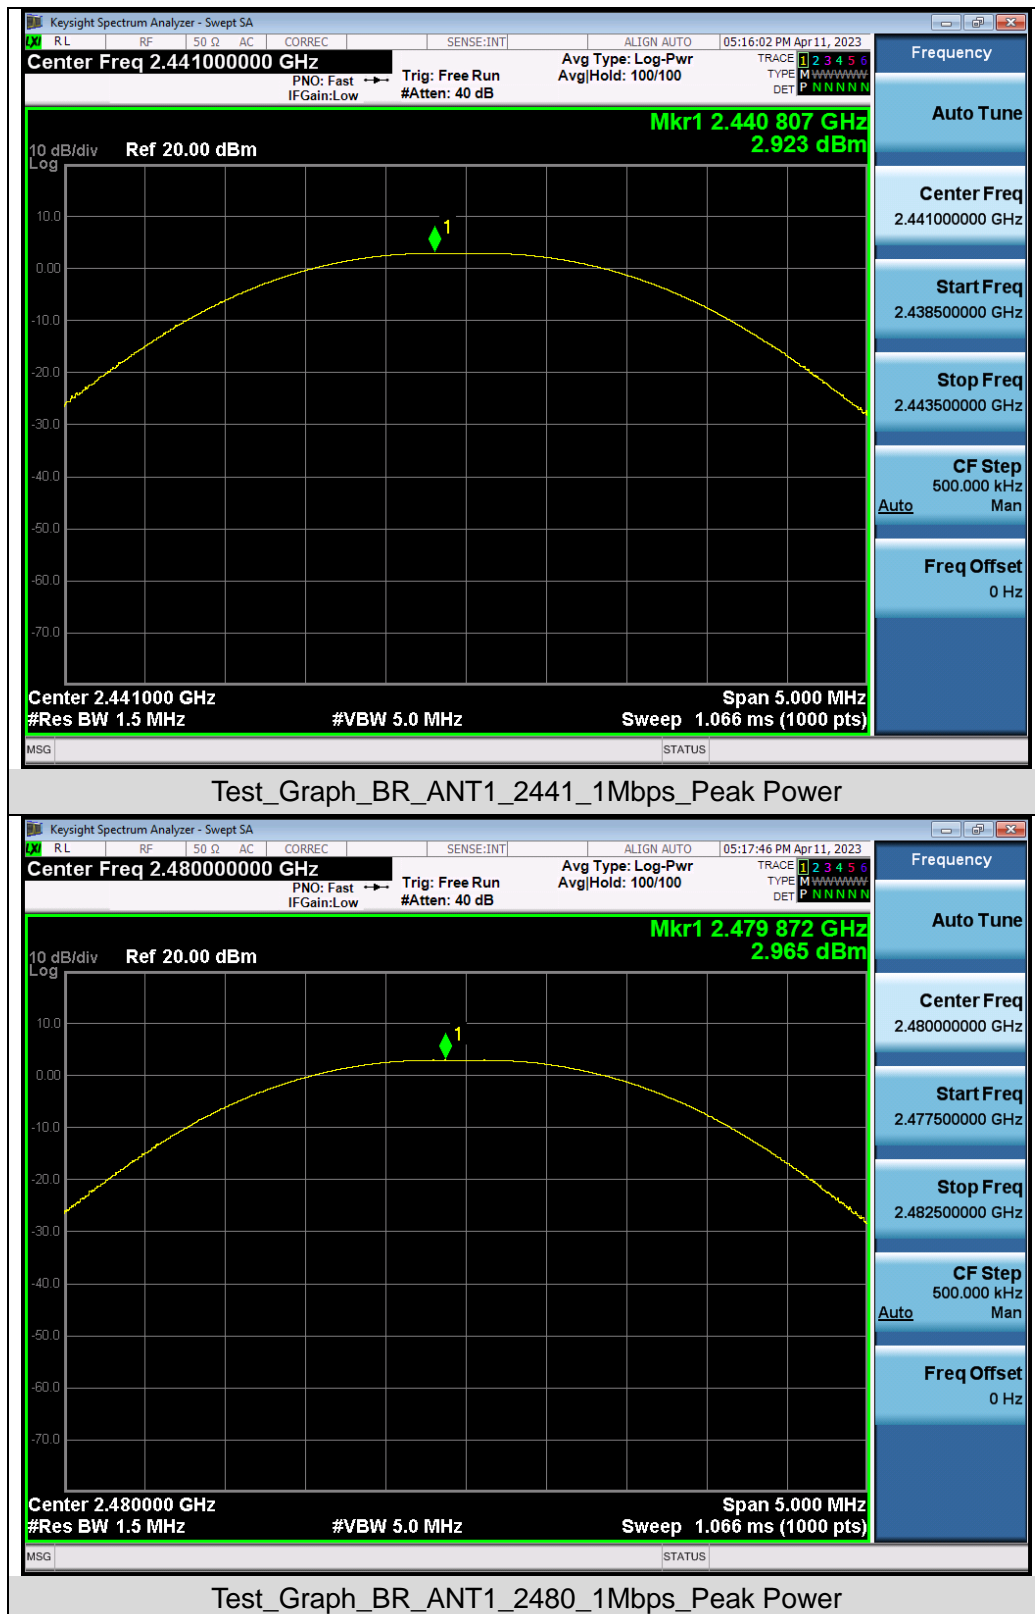 Keysight Spectrum Analyzer - Swept SA
LXI RL RF 50 Ω AC CORREC SENSE:INT ALIGN AUTO 05:16:02 PM Apr 11, 2023
Center Freq 2.441000000 GHz
PNO: Fast
IFGain:Low
Trig: Free Run
#Atten: 40 dB
Avg Type: Log-Pwr
Avg|Hold: 100/100
TRACE 1 2 3 4 5 6
TYPE M WWWWW
DET P N N N N N
Mkr1 2.440 807 GHz
2.923 dBm
10 dB/div Ref 20.00 dBm
Log
10.0
0.00
-10.0
-20.0
-30.0
-40.0
-50.0
-60.0
-70.0
1
Center 2.441000 GHz Span 5.000 MHz
#Res BW 1.5 MHz #VBW 5.0 MHz Sweep 1.066 ms (1000 pts)
MSG STATUS
Frequency
Auto Tune
Center Freq
2.441000000 GHz
Start Freq
2.438500000 GHz
Stop Freq
2.443500000 GHz
CF Step
500.000 kHz
Auto Man
Freq Offset
0 Hz
Test_Graph_BR_ANT1_2441_1Mbps_Peak Power
Keysight Spectrum Analyzer - Swept SA
LXI RL RF 50 Ω AC CORREC SENSE:INT ALIGN AUTO 05:17:46 PM Apr 11, 2023
Center Freq 2.480000000 GHz
PNO: Fast
IFGain:Low
Trig: Free Run
#Atten: 40 dB
Avg Type: Log-Pwr
Avg|Hold: 100/100
TRACE 1 2 3 4 5 6
TYPE M WWWWW
DET P N N N N N
Mkr1 2.479 872 GHz
2.965 dBm
10 dB/div Ref 20.00 dBm
Log
10.0
0.00
-10.0
-20.0
-30.0
-40.0
-50.0
-60.0
-70.0
1
Center 2.480000 GHz Span 5.000 MHz
#Res BW 1.5 MHz #VBW 5.0 MHz Sweep 1.066 ms (1000 pts)
MSG STATUS
Frequency
Auto Tune
Center Freq
2.480000000 GHz
Start Freq
2.477500000 GHz
Stop Freq
2.482500000 GHz
CF Step
500.000 kHz
Auto Man
Freq Offset
0 Hz
Test_Graph_BR_ANT1_2480_1Mbps_Peak Power